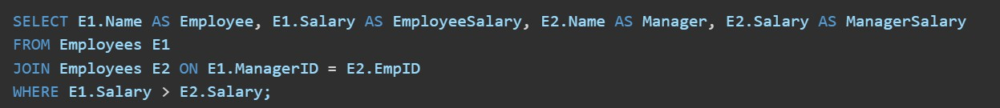 SELECT E1.Name AS Employee, E1.Salary AS EmployeeSalary, E2.Name AS Manager, E2.Salary AS ManagerSalary
FROM Employees E1
JOIN Employees E2 ON E1.ManagerID = E2.EmpID
WHERE E1.Salary > E2.Salary;